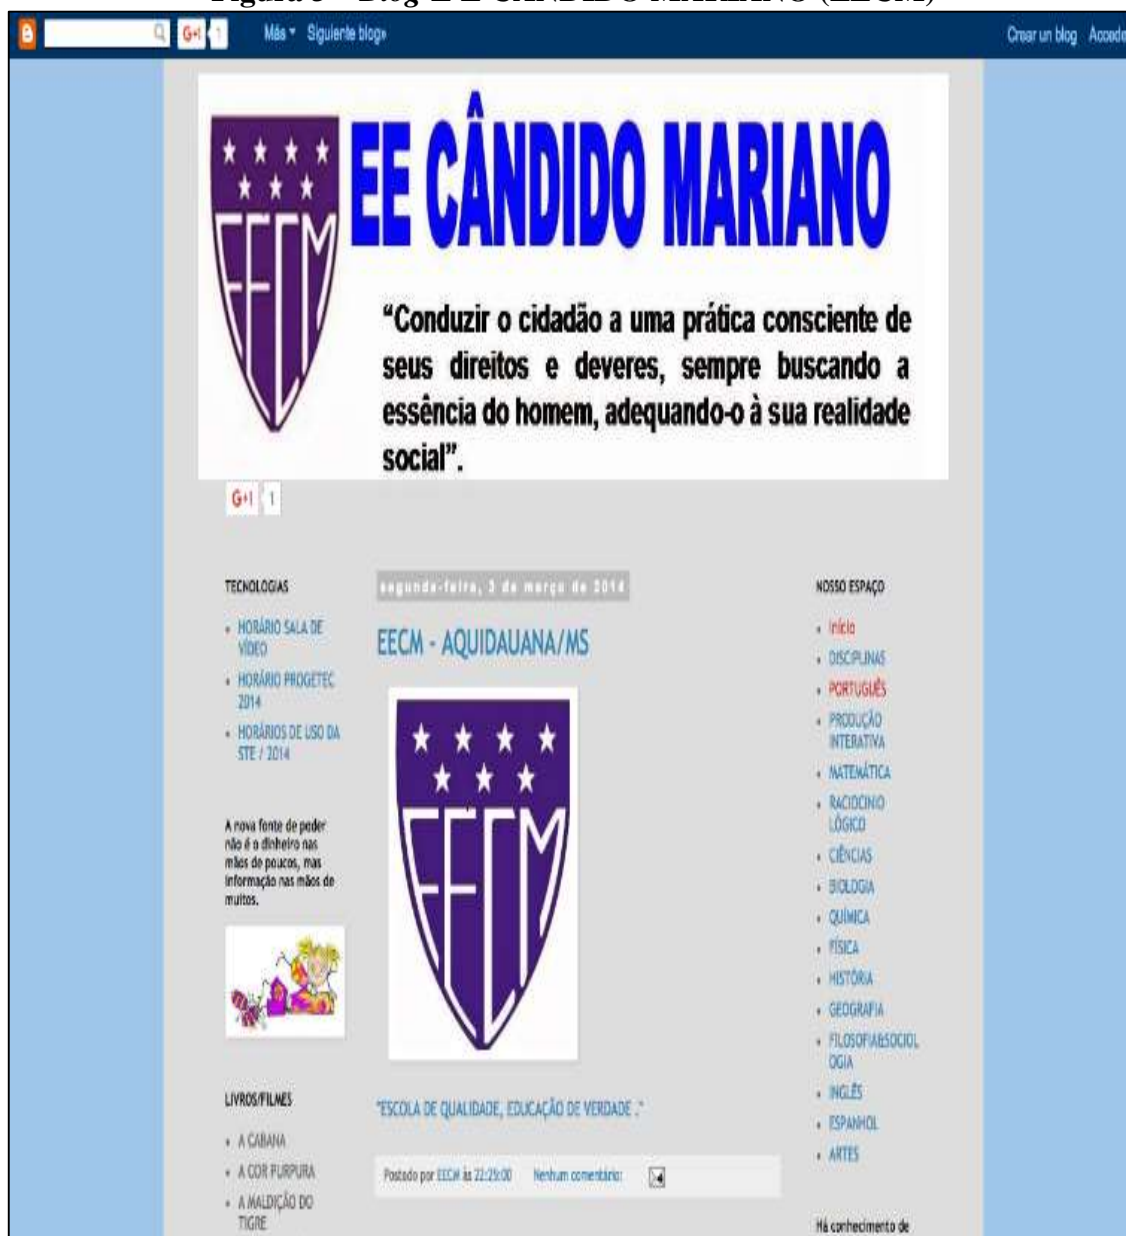 G+1 1 Más Siguiente blog» Crear un blog
EECM
EE CÂNDIDO MARIANO
“Conduzir o cidadão a uma prática consciente de
seus direitos e deveres, sempre buscando a
essência do homem, adequando-o à sua realidade
social”.
G+1 1
TECNOLOGIAS
HORÁRIO SALA DE
VÍDEO
HORÁRIO PROGETEC
2014
HORÁRIOS DE USO DA
STE / 2014
A nova fonte de poder
não é o dinheiro nas
mãos de poucos, mas
informação nas mãos de
muitos.
LIVROS/FILMES
A CABANA
A COR PURPURA
A MALDIÇÃO DO
TIGRE
segunda-feira, 3 de março de 2014
EECM - AQUIDAUANA/MS
EECM
"ESCOLA DE QUALIDADE, EDUCAÇÃO DE VERDADE ."
Postado por EECM às 22:25:00 Nenhum comentário:
NOSSO ESPAÇO
Início
DISCIPLINAS
PORTUGUÊS
PRODUÇÃO
INTERATIVA
MATEMÁTICA
RACIOCINIO
LÓGICO
CIÊNCIAS
BIOLOGIA
QUÍMICA
FÍSICA
HISTÓRIA
GEOGRAFIA
FILOSOFIA&SOCIOL
OGIA
INGLÊS
ESPANHOL
ARTES
Há conhecimento de